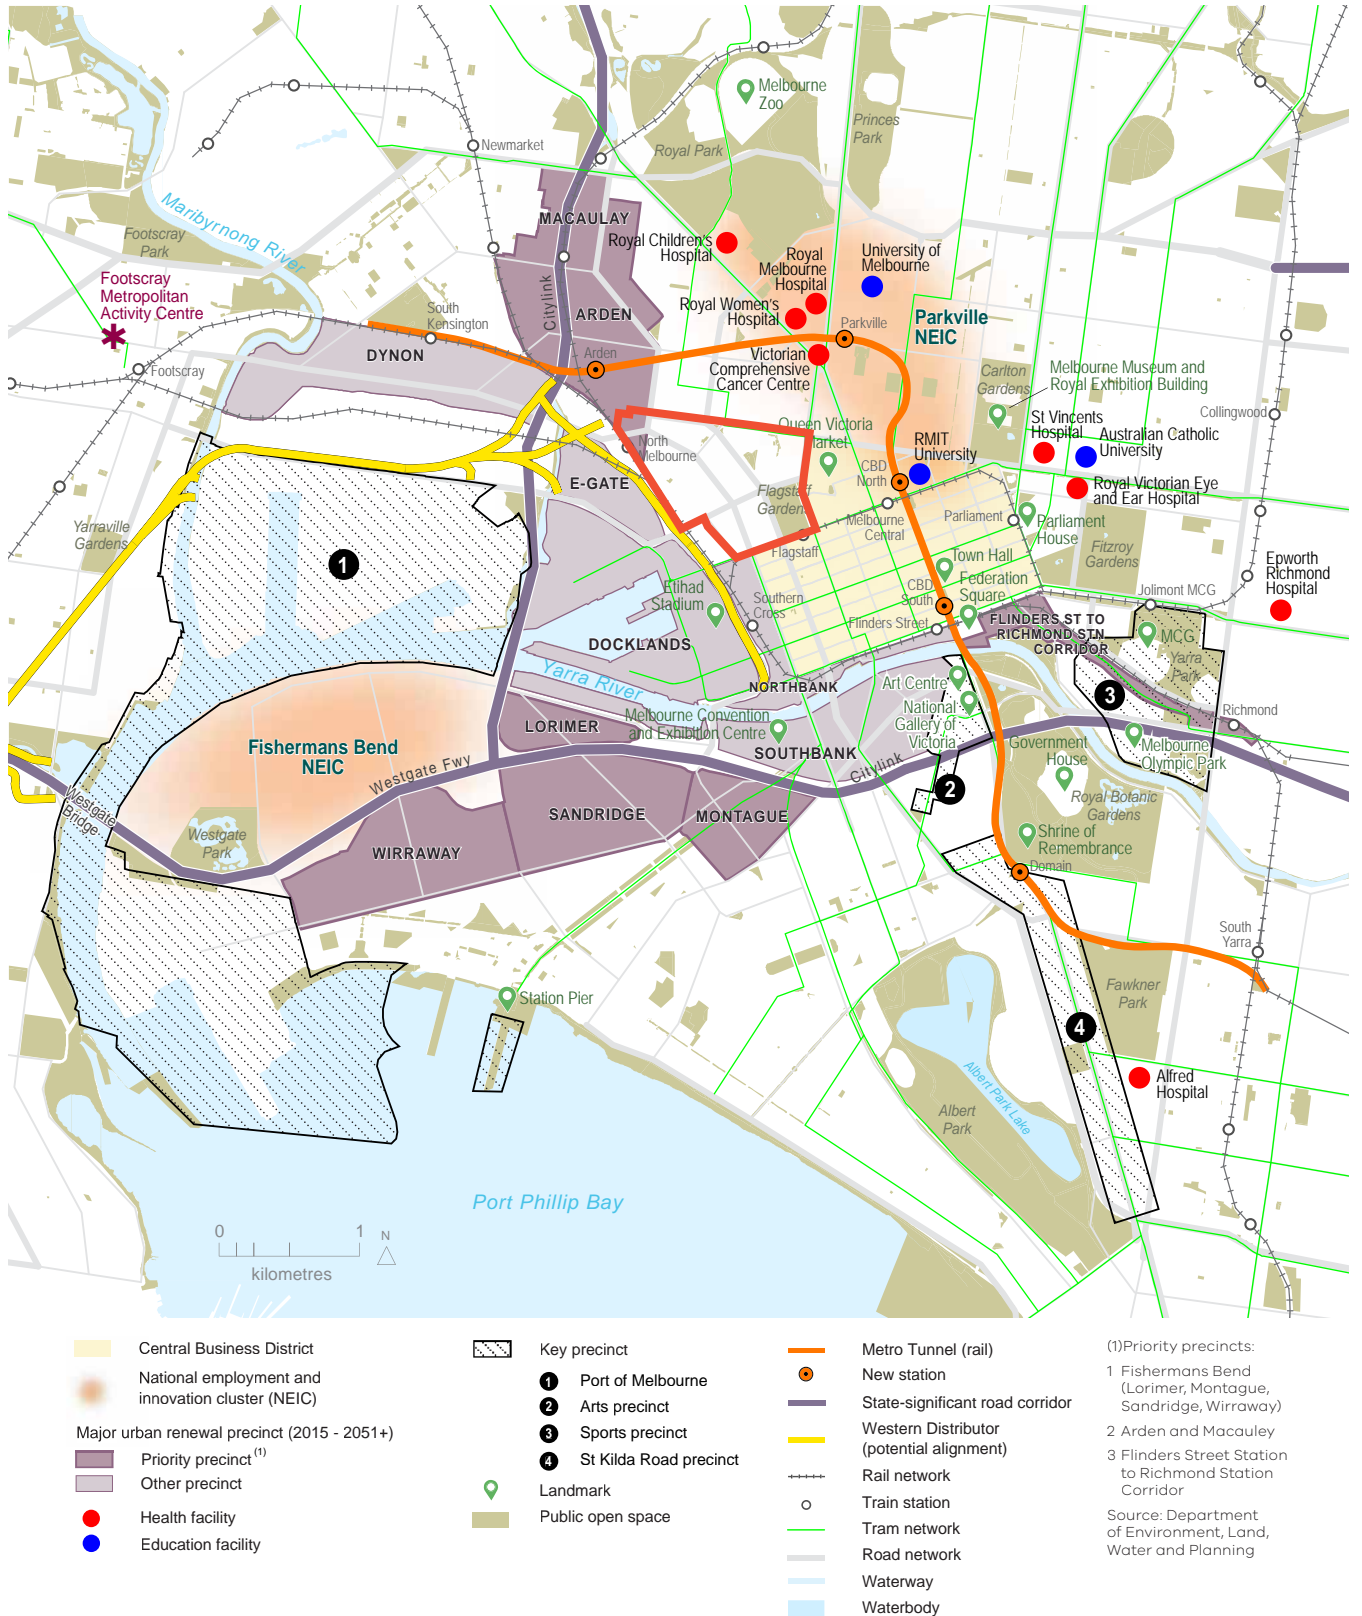 Melbourne
Zoo
Princes
Park
Royal Park
Newmarket
Maribyrnong River
Footscray
Park
MACAULAY
Royal Children's
Hospital
Royal
Melbourne
Hospital
University of
Melbourne
Footscray
Metropolitan
Activity Centre
South
Kensington
Citylink
ARDEN
Royal Women's
Hospital
Parkville
Parkville
NEIC
DYNON
Arden
Victorian
Comprehensive
Cancer Centre
Carlton
Gardens
Melbourne Museum and
Royal Exhibition Building
Footscray
Collingwood
Queen Victoria
Market
St Vincents
Hospital
Australian Catholic
University
North
Melbourne
RMIT
University
CBD
North
E-GATE
Flagstaff
Gardens
Royal Victorian Eye
and Ear Hospital
Yarraville
Gardens
Melbourne
Central
Parliament
Parliament
House
Flagstaff
Fitzroy
Gardens
1
Town Hall
Epworth
Richmond
Hospital
Etihad
Stadium
Southern
Cross
CBD
South
Federation
Square
Jolimont MCG
Flinders Street
FLINDERS ST TO
RICHMOND STN
CORRIDOR
MCG
DOCKLANDS
Yarra
Park
Yarra River
NORTHBANK
Art Centre
3
National
Gallery of
Victoria
LORIMER
Melbourne Convention
and Exhibition Centre
Richmond
Fishermans Bend
NEIC
SOUTHBANK
Government
House
Melbourne
Olympic Park
Westgate Fwy
Citylink
2
Royal Botanic
Gardens
Westgate
Bridge
SANDRIDGE
MONTAGUE
Westgate
Park
Shrine of
Remembrance
WIRRAWAY
Domain
South
Yarra
Station Pier
Fawkner
Park
4
Albert Park Lake
Alfred
Hospital
Albert
Park
Port Phillip Bay
0 1
N
kilometres
Central Business District
National employment and
innovation cluster (NEIC)
Major urban renewal precinct (2015 - 2051+)
Priority precinct (1)
Other precinct
Health facility
Education facility
Key precinct
1 Port of Melbourne
2 Arts precinct
3 Sports precinct
4 St Kilda Road precinct
Landmark
Public open space
Metro Tunnel (rail)
New station
State-significant road corridor
Western Distributor
(potential alignment)
Rail network
Train station
Tram network
Road network
Waterway
Waterbody
(1)Priority precincts:
1 Fishermans Bend
(Lorimer, Montague,
Sandridge, Wirraway)
2 Arden and Macauley
3 Flinders Street Station
to Richmond Station
Corridor
Source: Department
of Environment, Land,
Water and Planning